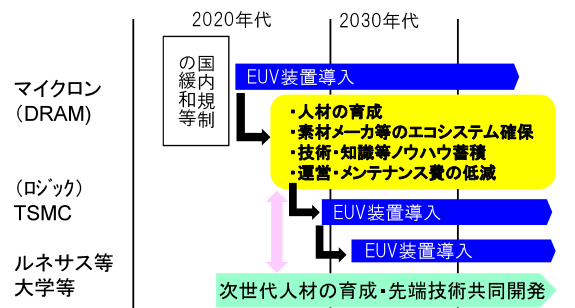 2020年代
2030年代
国内規制
の緩和等
マイクロン
(DRAM)
EUV装置導入
・人材の育成
・素材メーカ等のエコシステム確保
・技術・知識等ノウハウ蓄積
・運営・メンテナンス費の低減
(ﾛｼﾞｯｸ)
TSMC
EUV装置導入
EUV装置導入
ルネサス等
大学等
次世代人材の育成・先端技術共同開発